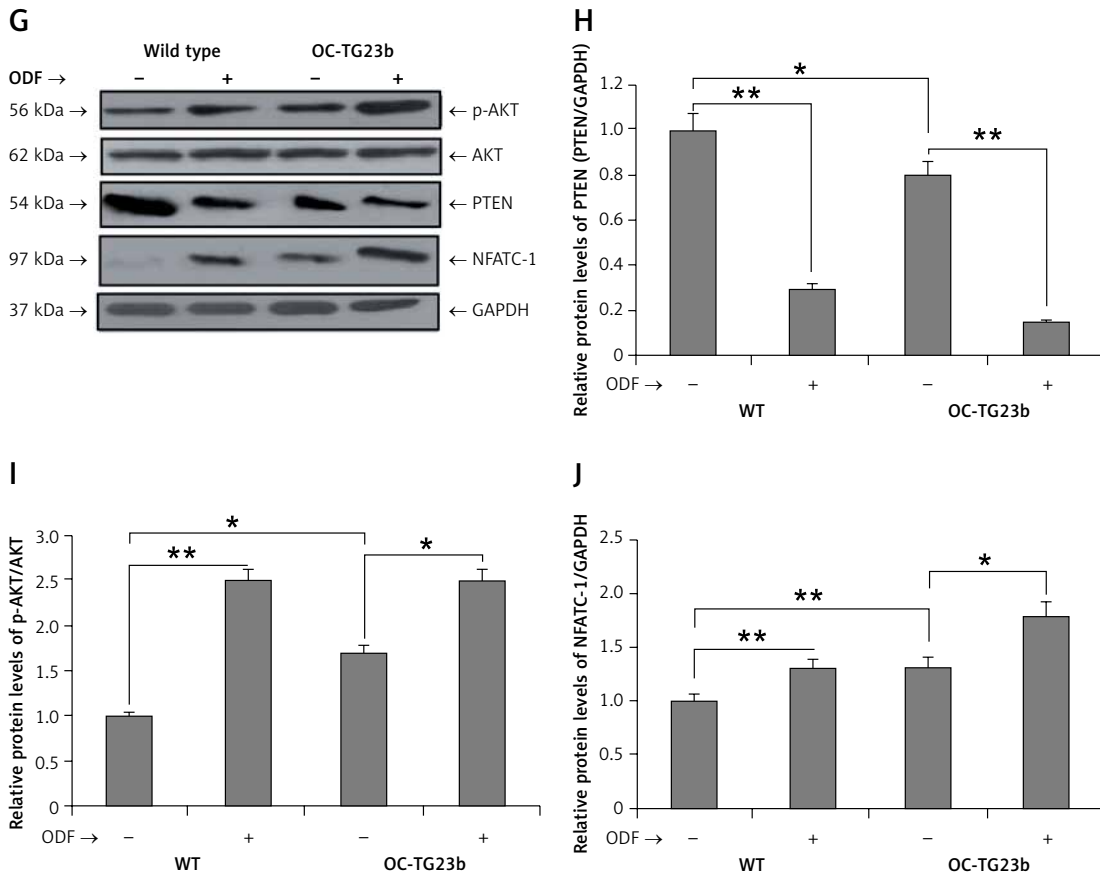 G
Wild type OC-TG23b
ODF → – + – +
56 kDa → ← p-AKT
62 kDa → ← AKT
54 kDa → ← PTEN
97 kDa → ← NFATC-1
37 kDa → ← GAPDH
H
Relative protein levels of PTEN (PTEN/GAPDH)
1.2
1.0
0.8
0.6
0.4
0.2
0
*
**
**
ODF → – + – +
WT OC-TG23b
I
Relative protein levels of p-AKT/AKT
3.0
2.5
2.0
1.5
1.0
0.5
0
*
**
*
ODF → – + – +
WT OC-TG23b
J
Relative protein levels of NFATC-1/GAPDH
2.5
2.0
1.5
1.0
0.5
0
*
**
**
ODF → – + – +
WT OC-TG23b